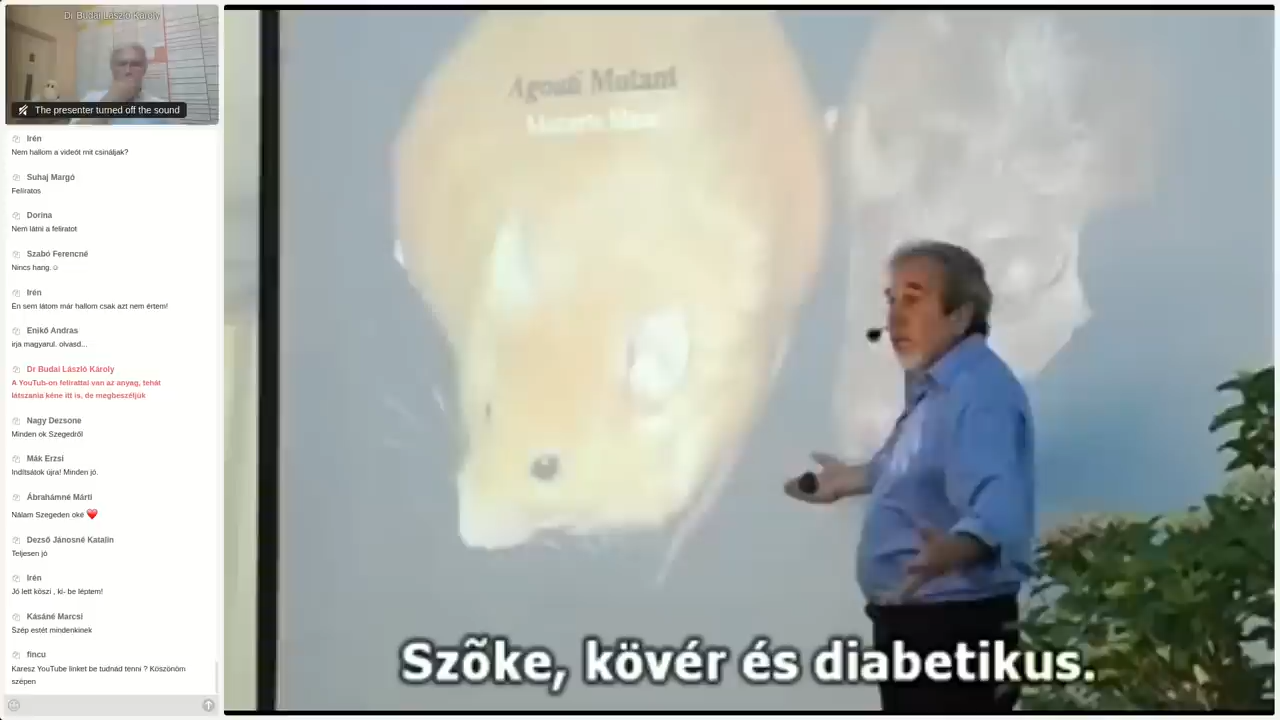 Dr Budai László Károly
The presenter turned off the sound
Irén
Nem hallom a videót mit csináljak?
Suhaj Margó
Feliratos
Dorina
Nem látni a feliratot
Szabó Ferencné
Nincs hang.☺
Irén
Én sem látom már hallom csak azt nem értem!
Enikő Andras
irja magyarul. olvasd...
Dr Budai László Károly
A YouTub-on felirattal van az anyag, tehát
látszania kéne itt is, de megbeszéljük
Nagy Dezsone
Minden ok Szegedről
Mák Erzsi
Indítsátok újra! Minden jó.
Ábrahámné Márti
Nálam Szegeden oké ❤️
Dezső Jánosné Katalin
Teljesen jó
Irén
Jó lett köszi , ki- be léptem!
Kásáné Marcsi
Szép estét mindenkinek
fincu
Karesz YouTube linket be tudnád tenni ? Köszönöm
szépen
Agouti Mutant
Szõke, kövér és diabetikus.